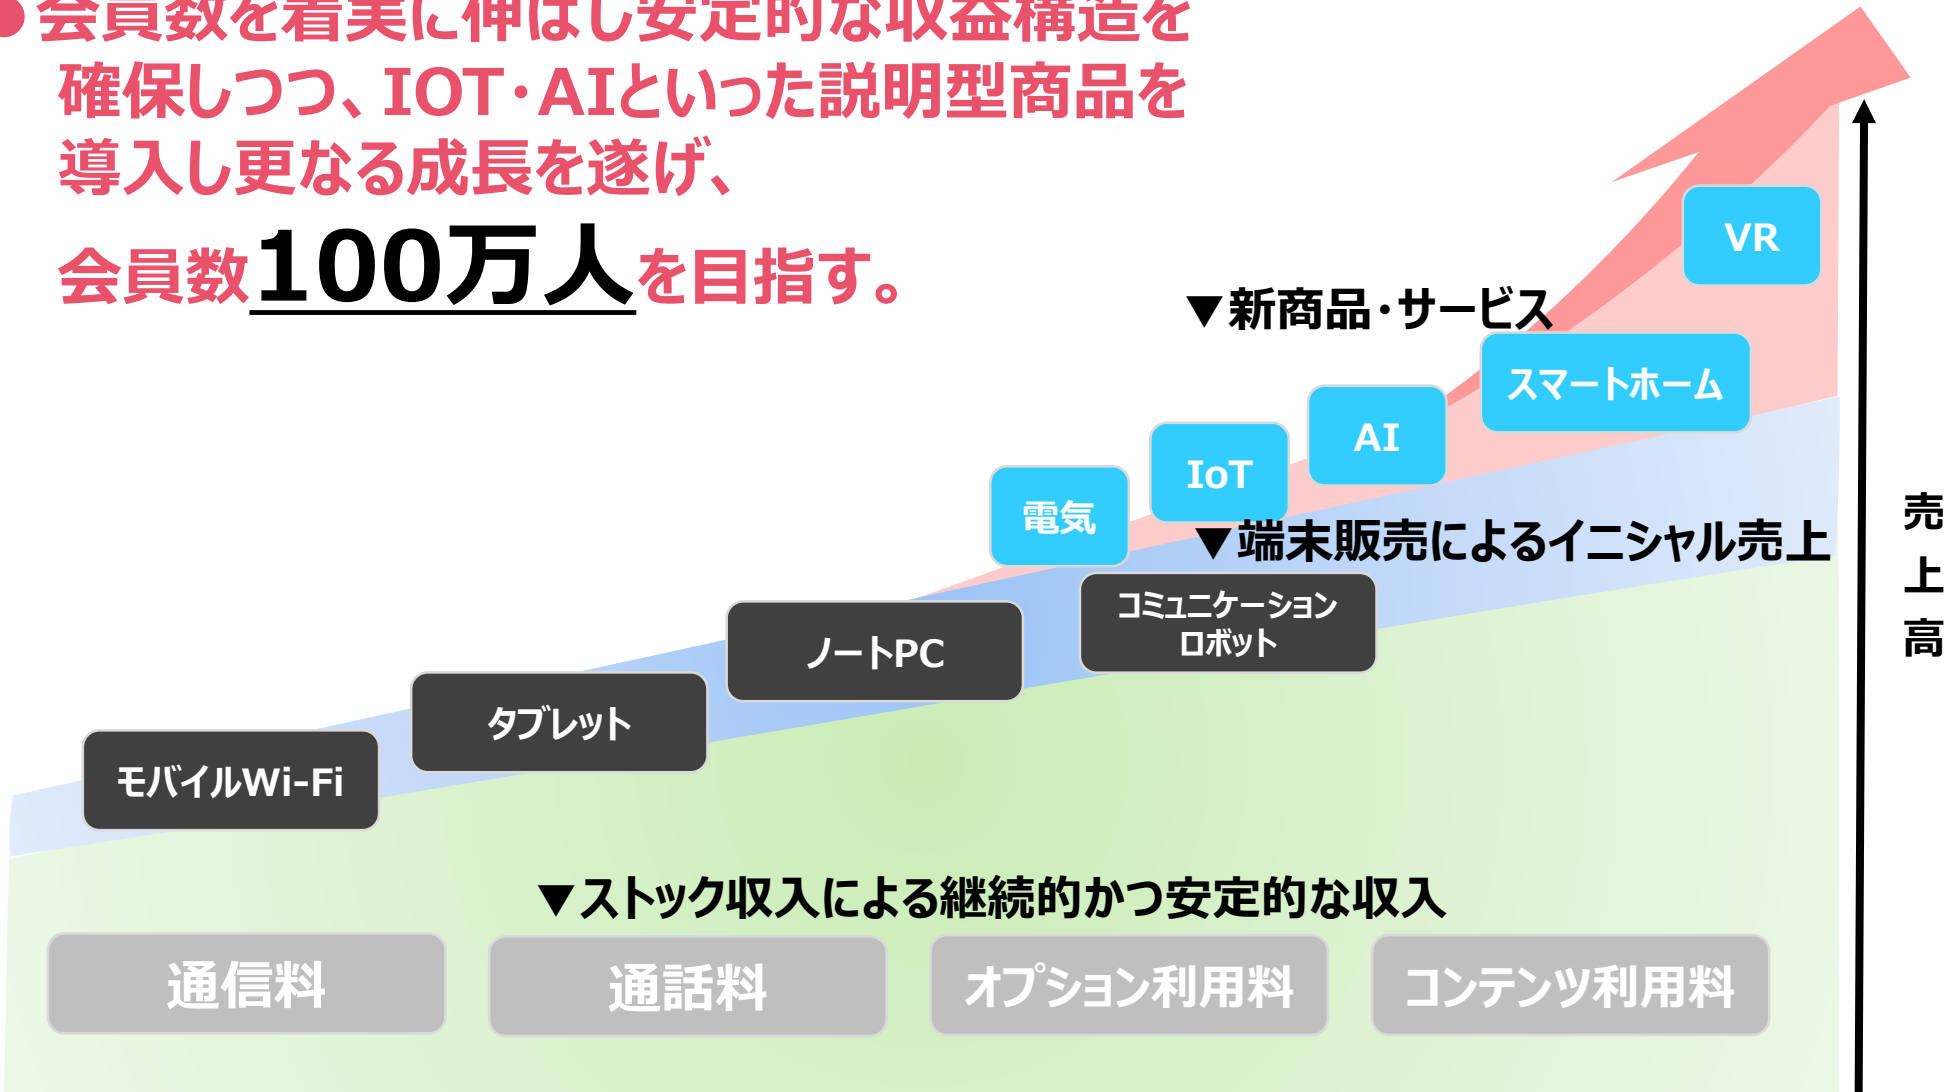 ●会員数を着実に伸ばし安定的な収益構造を
確保しつつ、IOT・AIといった説明型商品を
導入し更なる成長を遂げ、
会員数100万人を目指す。
VR
▼新商品・サービス
スマートホーム
AI
IoT
電気
▼端末販売によるイニシャル売上
売上高
コミュニケーション
ロボット
ノートPC
タブレット
モバイルWi-Fi
▼ストック収入による継続的かつ安定的な収入
通信料
通話料
オプション利用料
コンテンツ利用料